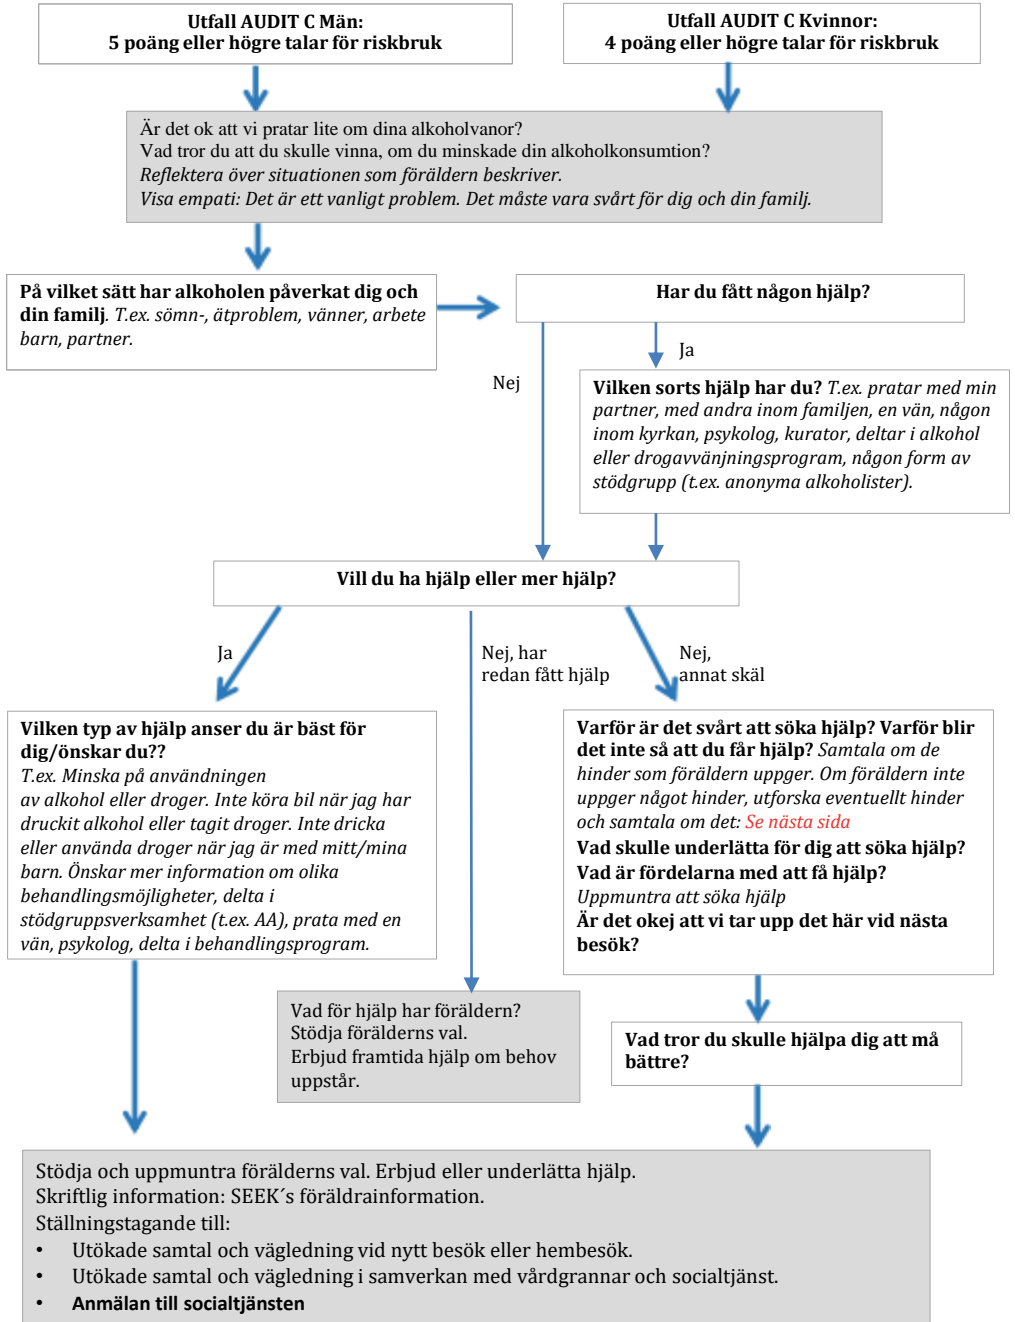 Utfall AUDIT C Män:
5 poäng eller högre talar för riskbruk
Utfall AUDIT C Kvinnor:
4 poäng eller högre talar för riskbruk
Är det ok att vi pratar lite om dina alkoholvanor?
Vad tror du att du skulle vinna, om du minskade din alkoholkonsumtion?
Reflektera över situationen som föräldern beskriver.
Visa empati: Det är ett vanligt problem. Det måste vara svårt för dig och din familj.
På vilket sätt har alkoholen påverkat dig och
din familj. T.ex. sömn-, ätproblem, vänner, arbete
barn, partner.
Har du fått någon hjälp?
Nej
Ja
Vilken sorts hjälp har du? T.ex. pratar med min
partner, med andra inom familjen, en vän, någon
inom kyrkan, psykolog, kurator, deltar i alkohol
eller drogavvänjningsprogram, någon form av
stödgrupp (t.ex. anonyma alkoholister).
Vill du ha hjälp eller mer hjälp?
Ja
Nej, har
redan fått hjälp
Nej,
annat skäl
Vilken typ av hjälp anser du är bäst för
dig/önskar du??
T.ex. Minska på användningen
av alkohol eller droger. Inte köra bil när jag har
druckit alkohol eller tagit droger. Inte dricka
eller använda droger när jag är med mitt/mina
barn. Önskar mer information om olika
behandlingsmöjligheter, delta i
stödgruppsverksamhet (t.ex. AA), prata med en
vän, psykolog, delta i behandlingsprogram.
Varför är det svårt att söka hjälp? Varför blir
det inte så att du får hjälp? Samtala om de
hinder som föräldern uppger. Om föräldern inte
uppger något hinder, utforska eventuellt hinder
och samtala om det: Se nästa sida
Vad skulle underlätta för dig att söka hjälp?
Vad är fördelarna med att få hjälp?
Uppmuntra att söka hjälp
Är det okej att vi tar upp det här vid nästa
besök?
Vad för hjälp har föräldern?
Stödja förälderns val.
Erbjud framtida hjälp om behov
uppstår.
Vad tror du skulle hjälpa dig att må
bättre?
Stödja och uppmuntra förälderns val. Erbjud eller underlätta hjälp.
Skriftlig information: SEEK´s föräldrainformation.
Ställningstagande till:
• Utökade samtal och vägledning vid nytt besök eller hembesök.
• Utökade samtal och vägledning i samverkan med vårdgrannar och socialtjänst.
• Anmälan till socialtjänsten